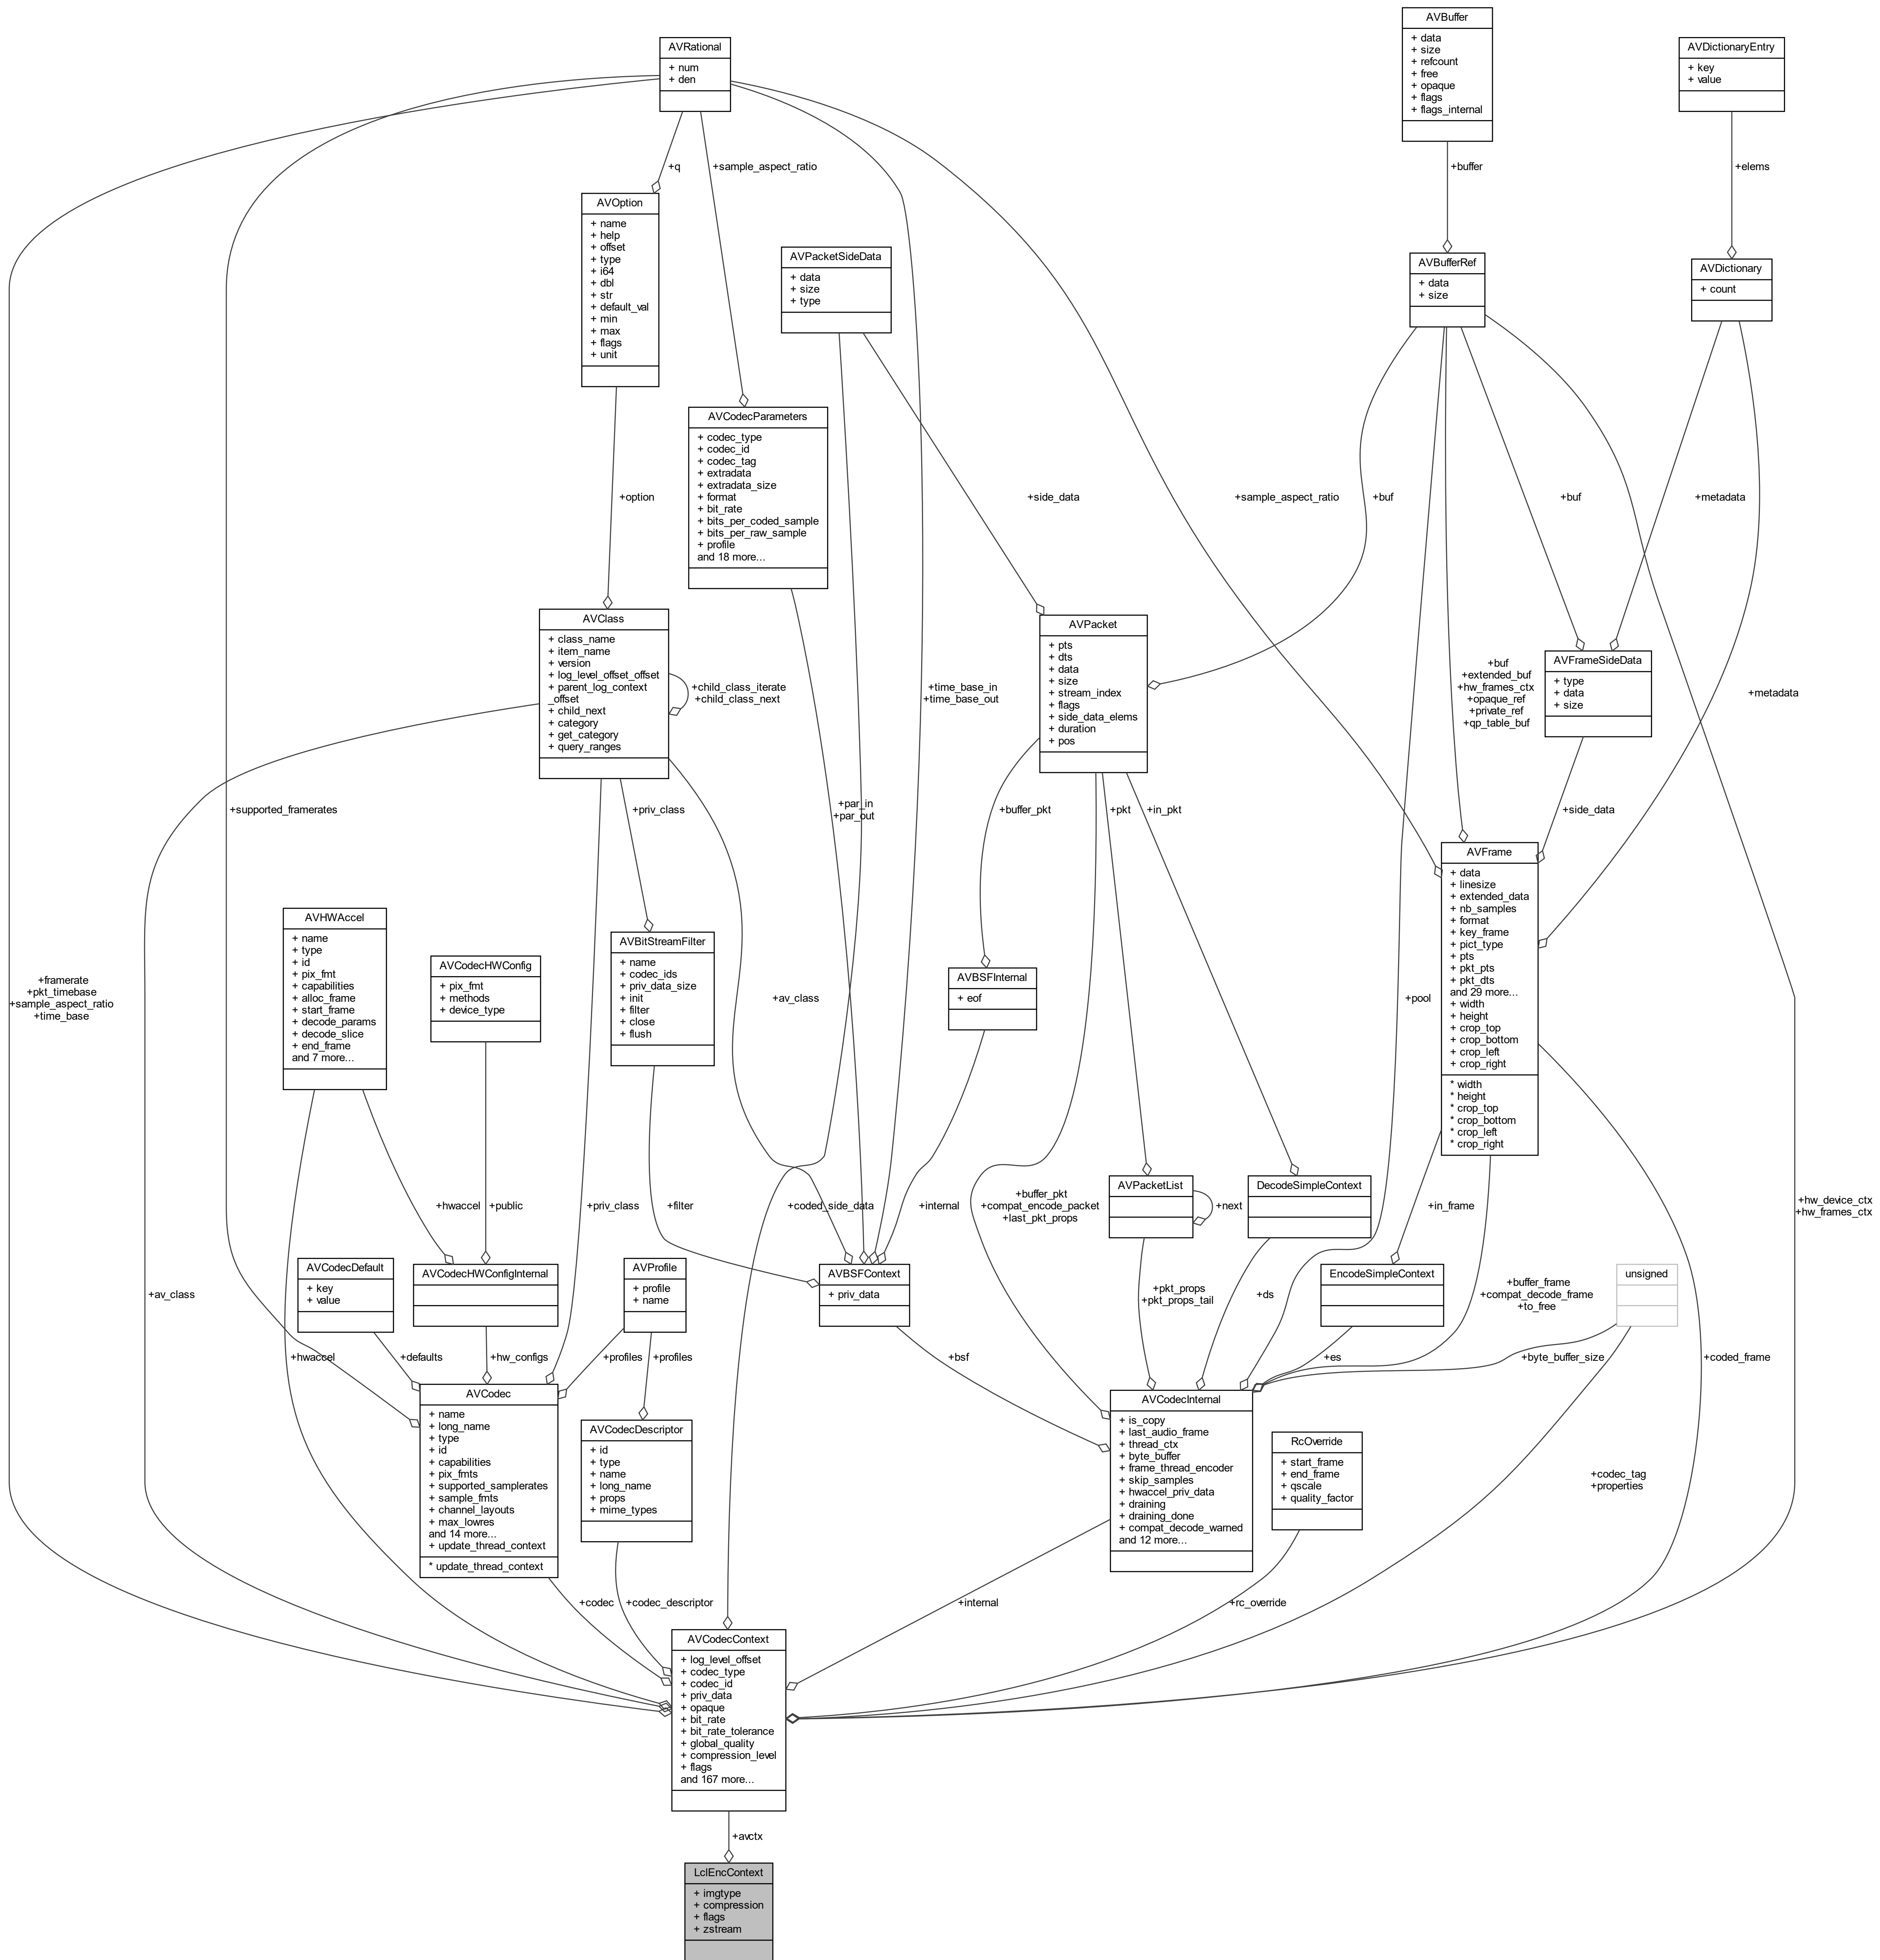 AVBuffer
+ data
+ size
+ refcount
+ free
+ opaque
+ flags
+ flags_internal
AVRational
+ num
+ den
AVDictionaryEntry
+ key
+ value
+q
+sample_aspect_ratio
+buffer
+elems
AVOption
+ name
+ help
+ offset
+ type
+ i64
+ dbl
+ str
+ default_val
+ min
+ max
+ flags
+ unit
AVPacketSideData
+ data
+ size
+ type
AVBufferRef
+ data
+ size
AVDictionary
+ count
AVCodecParameters
+ codec_type
+ codec_id
+ codec_tag
+ extradata
+ extradata_size
+ format
+ bit_rate
+ bits_per_coded_sample
+ bits_per_raw_sample
+ profile
and 18 more...
+option
+side_data
+sample_aspect_ratio
+buf
+buf
+metadata
AVClass
+ class_name
+ item_name
+ version
+ log_level_offset_offset
+ parent_log_context
_offset
+ child_next
+ category
+ get_category
+ query_ranges
+child_class_iterate
+child_class_next
+time_base_in
+time_base_out
AVPacket
+ pts
+ dts
+ data
+ size
+ stream_index
+ flags
+ side_data_elems
+ duration
+ pos
+buf
+extended_buf
+hw_frames_ctx
+opaque_ref
+private_ref
+qp_table_buf
AVFrameSideData
+ type
+ data
+ size
+metadata
+supported_framerates
+priv_class
+par_in
+par_out
+buffer_pkt
+pkt
+in_pkt
+side_data
AVFrame
+ data
+ linesize
+ extended_data
+ nb_samples
+ format
+ key_frame
+ pict_type
+ pts
+ pkt_pts
+ pkt_dts
and 29 more...
+ width
+ height
+ crop_top
+ crop_bottom
+ crop_left
+ crop_right
* width
* height
* crop_top
* crop_bottom
* crop_left
* crop_right
+framerate
+pkt_timebase
+sample_aspect_ratio
+time_base
AVHWAccel
+ name
+ type
+ id
+ pix_fmt
+ capabilities
+ alloc_frame
+ start_frame
+ decode_params
+ decode_slice
+ end_frame
and 7 more...
AVCodecHWConfig
+ pix_fmt
+ methods
+ device_type
AVBitStreamFilter
+ name
+ codec_ids
+ priv_data_size
+ init
+ filter
+ close
+ flush
+av_class
AVBSFInternal
+ eof
+pool
+hwaccel
+public
+priv_class
+filter
+coded_side_data
+internal
+buffer_pkt
+compat_encode_packet
+last_pkt_props
AVPacketList
+next
DecodeSimpleContext
+in_frame
+hw_device_ctx
+hw_frames_ctx
+av_class
AVCodecDefault
+ key
+ value
AVCodecHWConfigInternal
AVProfile
+ profile
+ name
AVBSFContext
+ priv_data
+pkt_props
+pkt_props_tail
+ds
EncodeSimpleContext
+buffer_frame
+compat_decode_frame
+to_free
unsigned
+hwaccel
+defaults
+hw_configs
+profiles
+profiles
+bsf
+es
+byte_buffer_size
+coded_frame
AVCodec
+ name
+ long_name
+ type
+ id
+ capabilities
+ pix_fmts
+ supported_samplerates
+ sample_fmts
+ channel_layouts
+ max_lowres
and 14 more...
+ update_thread_context
* update_thread_context
AVCodecDescriptor
+ id
+ type
+ name
+ long_name
+ props
+ mime_types
AVCodecInternal
+ is_copy
+ last_audio_frame
+ thread_ctx
+ byte_buffer
+ frame_thread_encoder
+ skip_samples
+ hwaccel_priv_data
+ draining
+ draining_done
+ compat_decode_warned
and 12 more...
RcOverride
+ start_frame
+ end_frame
+ qscale
+ quality_factor
+codec_tag
+properties
+codec
+codec_descriptor
+internal
+rc_override
AVCodecContext
+ log_level_offset
+ codec_type
+ codec_id
+ priv_data
+ opaque
+ bit_rate
+ bit_rate_tolerance
+ global_quality
+ compression_level
+ flags
and 167 more...
+avctx
LclEncContext
+ imgtype
+ compression
+ flags
+ zstream